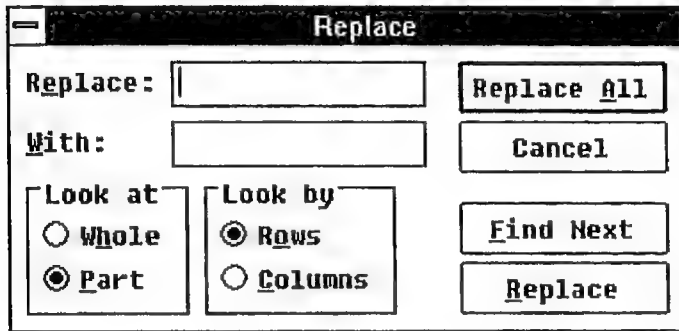 Replace
Replace:
Replace All
With:
Cancel
Look at
Look by
Whole
Rows
Find Next
Part
Columns
Replace